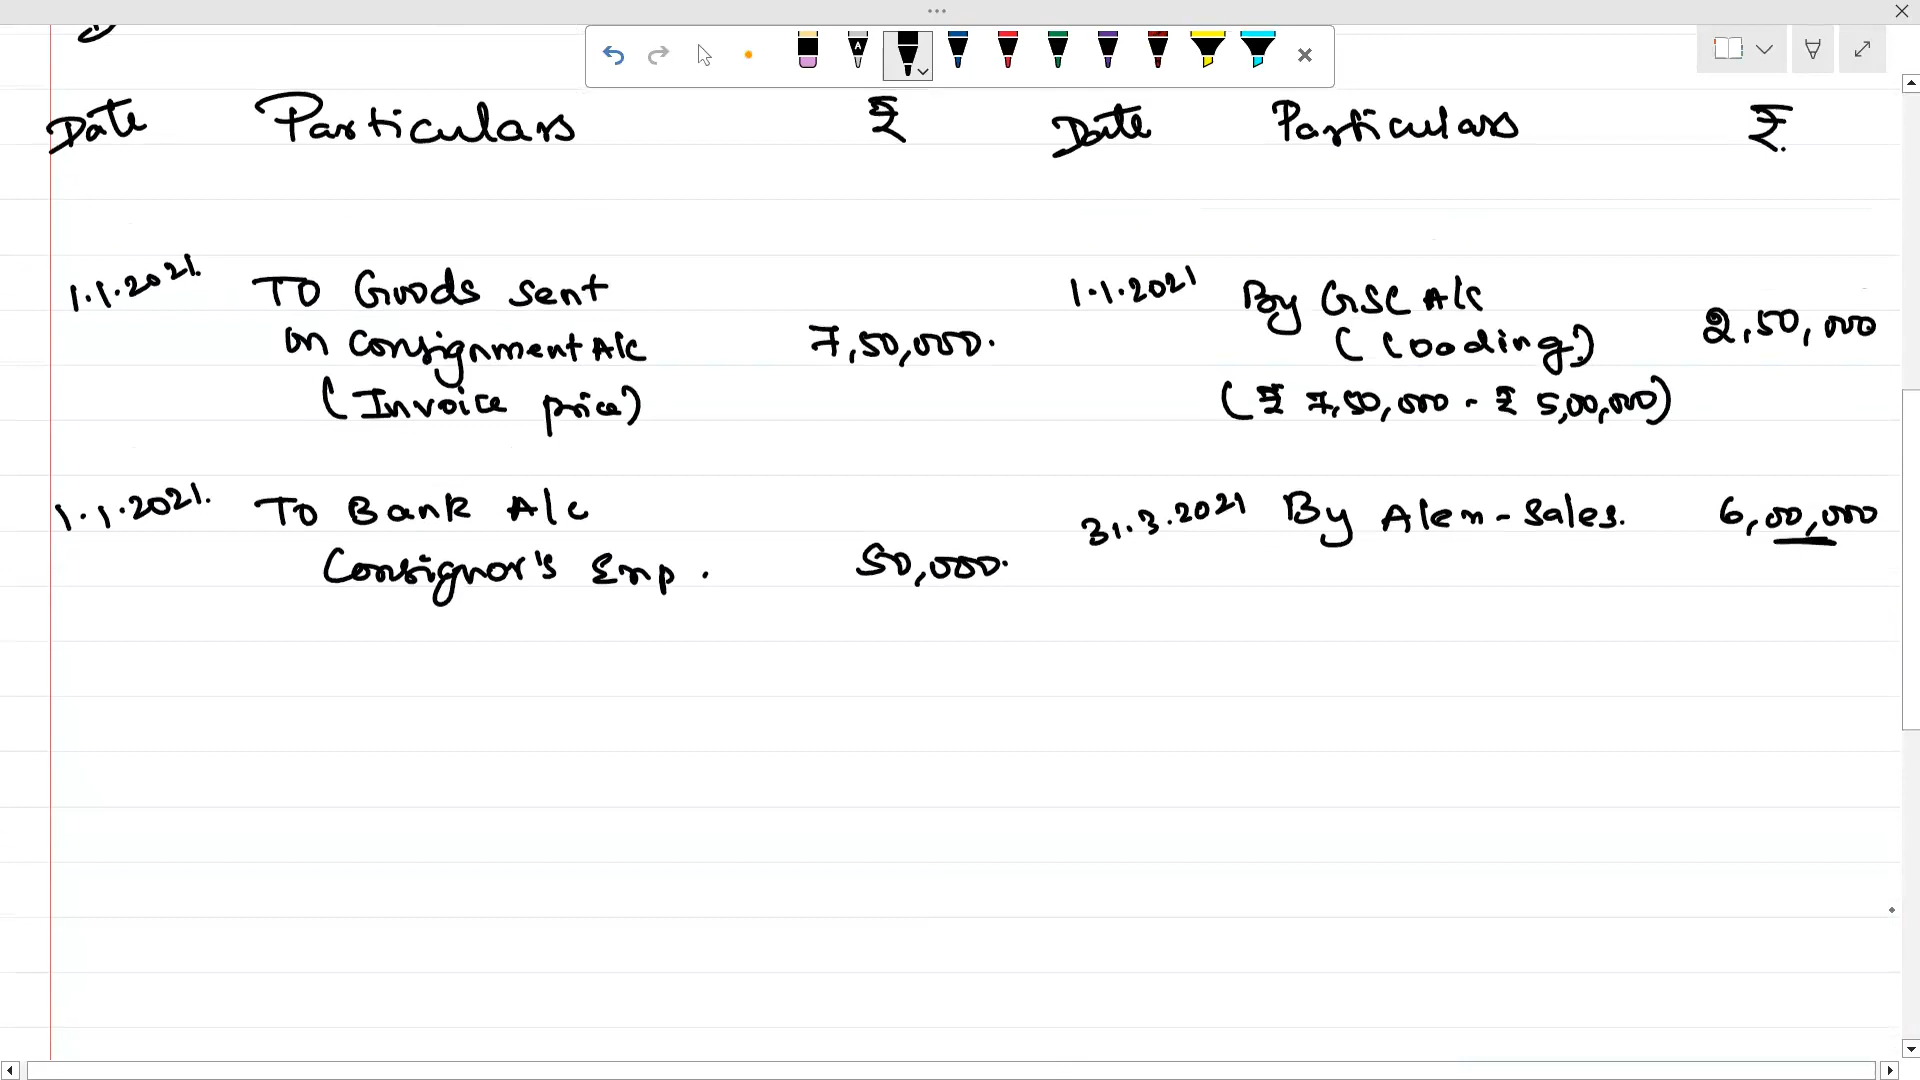 Date Particulars ₹ Date Particulars ₹.
1.1.2021. To Goods sent
on Consignment A/c 7,50,000.
(Invoice price)
1.1.2021 By GSC A/c
(Loading) 2,50,000
(₹ 7,50,000 - ₹ 5,00,000)
1.1.2021. To Bank A/c
Consignor's Exp. 50,000.
31.3.2021 By Alex - Sales. 6,00,000